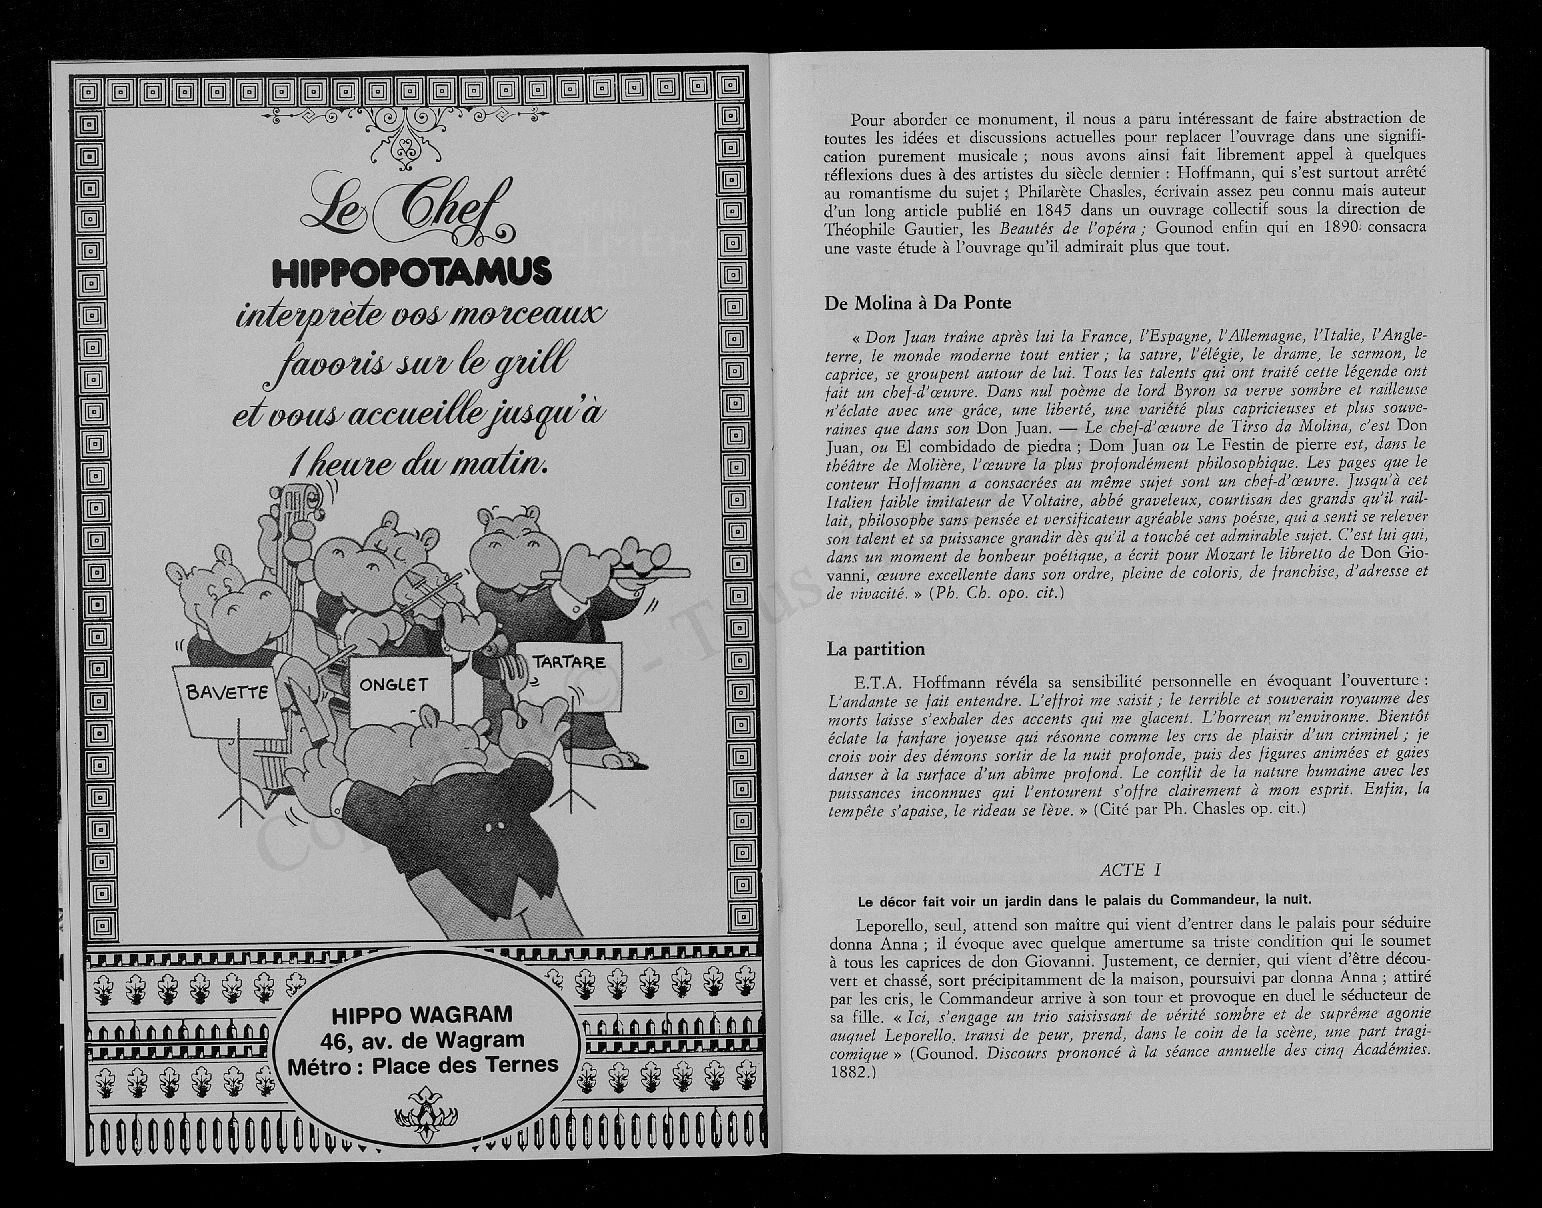 Le Chef
HIPPOPOTAMUS
interprète vos morceaux
favoris sur le grill
et vous accueille jusqu'à
1 heure du matin.
BAVETTE
ONGLET
TARTARE
HIPPO WAGRAM
46, av. de Wagram
Métro : Place des Ternes
Pour aborder ce monument, il nous a paru intéressant de faire abstraction de
toutes les idées et discussions actuelles pour replacer l'ouvrage dans une signifi-
cation purement musicale ; nous avons ainsi fait librement appel à quelques
réflexions dues à des artistes du siècle dernier : Hoffmann, qui s'est surtout arrêté
au romantisme du sujet ; Philarète Chasles, écrivain assez peu connu mais auteur
d'un long article publié en 1845 dans un ouvrage collectif sous la direction de
Théophile Gautier, les Beautés de l'opéra ; Gounod enfin qui en 1890 consacra
une vaste étude à l'ouvrage qu'il admirait plus que tout.
De Molina à Da Ponte
« Don Juan traîne après lui la France, l'Espagne, l'Allemagne, l'Italie, l'Angle-
terre, le monde moderne tout entier ; la satire, l'élégie, le drame, le sermon, le
caprice, se groupent autour de lui. Tous les talents qui ont traité cette légende ont
fait un chef-d'œuvre. Dans nul poème de lord Byron sa verve sombre et railleuse
n'éclate avec une grâce, une liberté, une variété plus capricieuses et plus souve-
raines que dans son Don Juan. — Le chef-d'œuvre de Tirso da Molina, c'est Don
Juan, ou El combidado de piedra ; Dom Juan ou Le Festin de pierre est, dans le
théâtre de Molière, l'œuvre la plus profondément philosophique. Les pages que le
conteur Hoffmann a consacrées au même sujet sont un chef-d'œuvre. Jusqu'à cet
Italien faible imitateur de Voltaire, abbé graveleux, courtisan des grands qu'il rail-
lait, philosophe sans pensée et versificateur agréable sans poésie, qui a senti se relever
son talent et sa puissance grandir dès qu'il a touché cet admirable sujet. C'est lui qui,
dans un moment de bonheur poétique, a écrit pour Mozart le libretto de Don Gio-
vanni, œuvre excellente dans son ordre, pleine de coloris, de franchise, d'adresse et
de vivacité. » (Ph. Ch. opo. cit.)
La partition
E.T.A. Hoffmann révéla sa sensibilité personnelle en évoquant l'ouverture :
L'andante se fait entendre. L'effroi me saisit ; le terrible et souverain royaume des
morts laisse s'exhaler des accents qui me glacent. L'horreur m'environne. Bientôt
éclate la fanfare joyeuse qui résonne comme les cris de plaisir d'un criminel ; je
crois voir des démons sortir de la nuit profonde, puis des figures animées et gaies
danser à la surface d'un abîme profond. Le conflit de la nature humaine avec les
puissances inconnues qui l'entourent s'offre clairement à mon esprit. Enfin, la
tempête s'apaise, le rideau se lève. » (Cité par Ph. Chasles op. cit.)
ACTE I
Le décor fait voir un jardin dans le palais du Commandeur, la nuit.
Leporello, seul, attend son maître qui vient d'entrer dans le palais pour séduire
donna Anna ; il évoque avec quelque amertume sa triste condition qui le soumet
à tous les caprices de don Giovanni. Justement, ce dernier, qui vient d'être décou-
vert et chassé, sort précipitamment de la maison, poursuivi par donna Anna ; attiré
par les cris, le Commandeur arrive à son tour et provoque en duel le séducteur de
sa fille. « Ici, s'engage un trio saisissant de vérité sombre et de suprême agonie
auquel Leporello, transi de peur, prend, dans le coin de la scène, une part tragi-
comique » (Gounod. Discours prononcé à la séance annuelle des cinq Académies.
1882.)